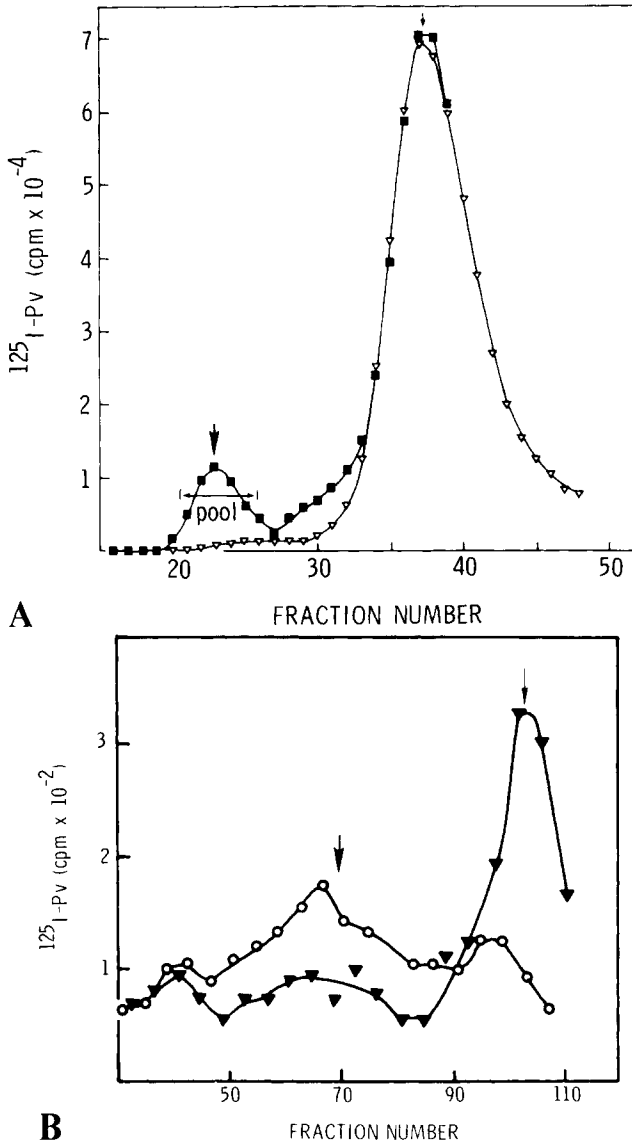 7
6
5
4
3
2
1
¹²⁵I-Pv (cpm x 10⁻⁴)
pool
20 30 40 50
A FRACTION NUMBER
3
2
1
¹²⁵I-Pv (cpm x 10⁻²)
50 70 90 110
B FRACTION NUMBER